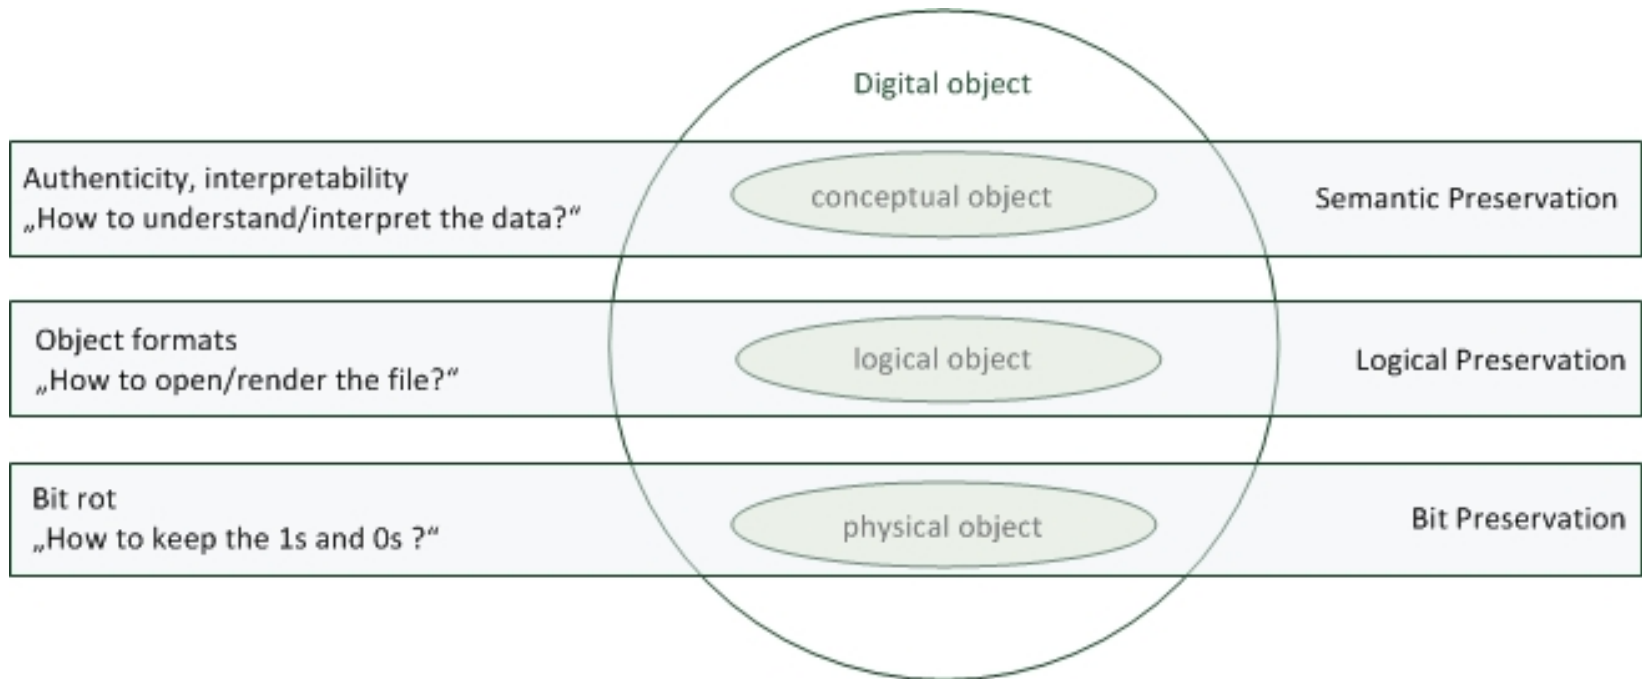 Digital object
Authenticity, interpretability
„How to understand/interpret the data?“
conceptual object
Semantic Preservation
Object formats
„How to open/render the file?“
logical object
Logical Preservation
Bit rot
„How to keep the 1s and 0s ?“
physical object
Bit Preservation